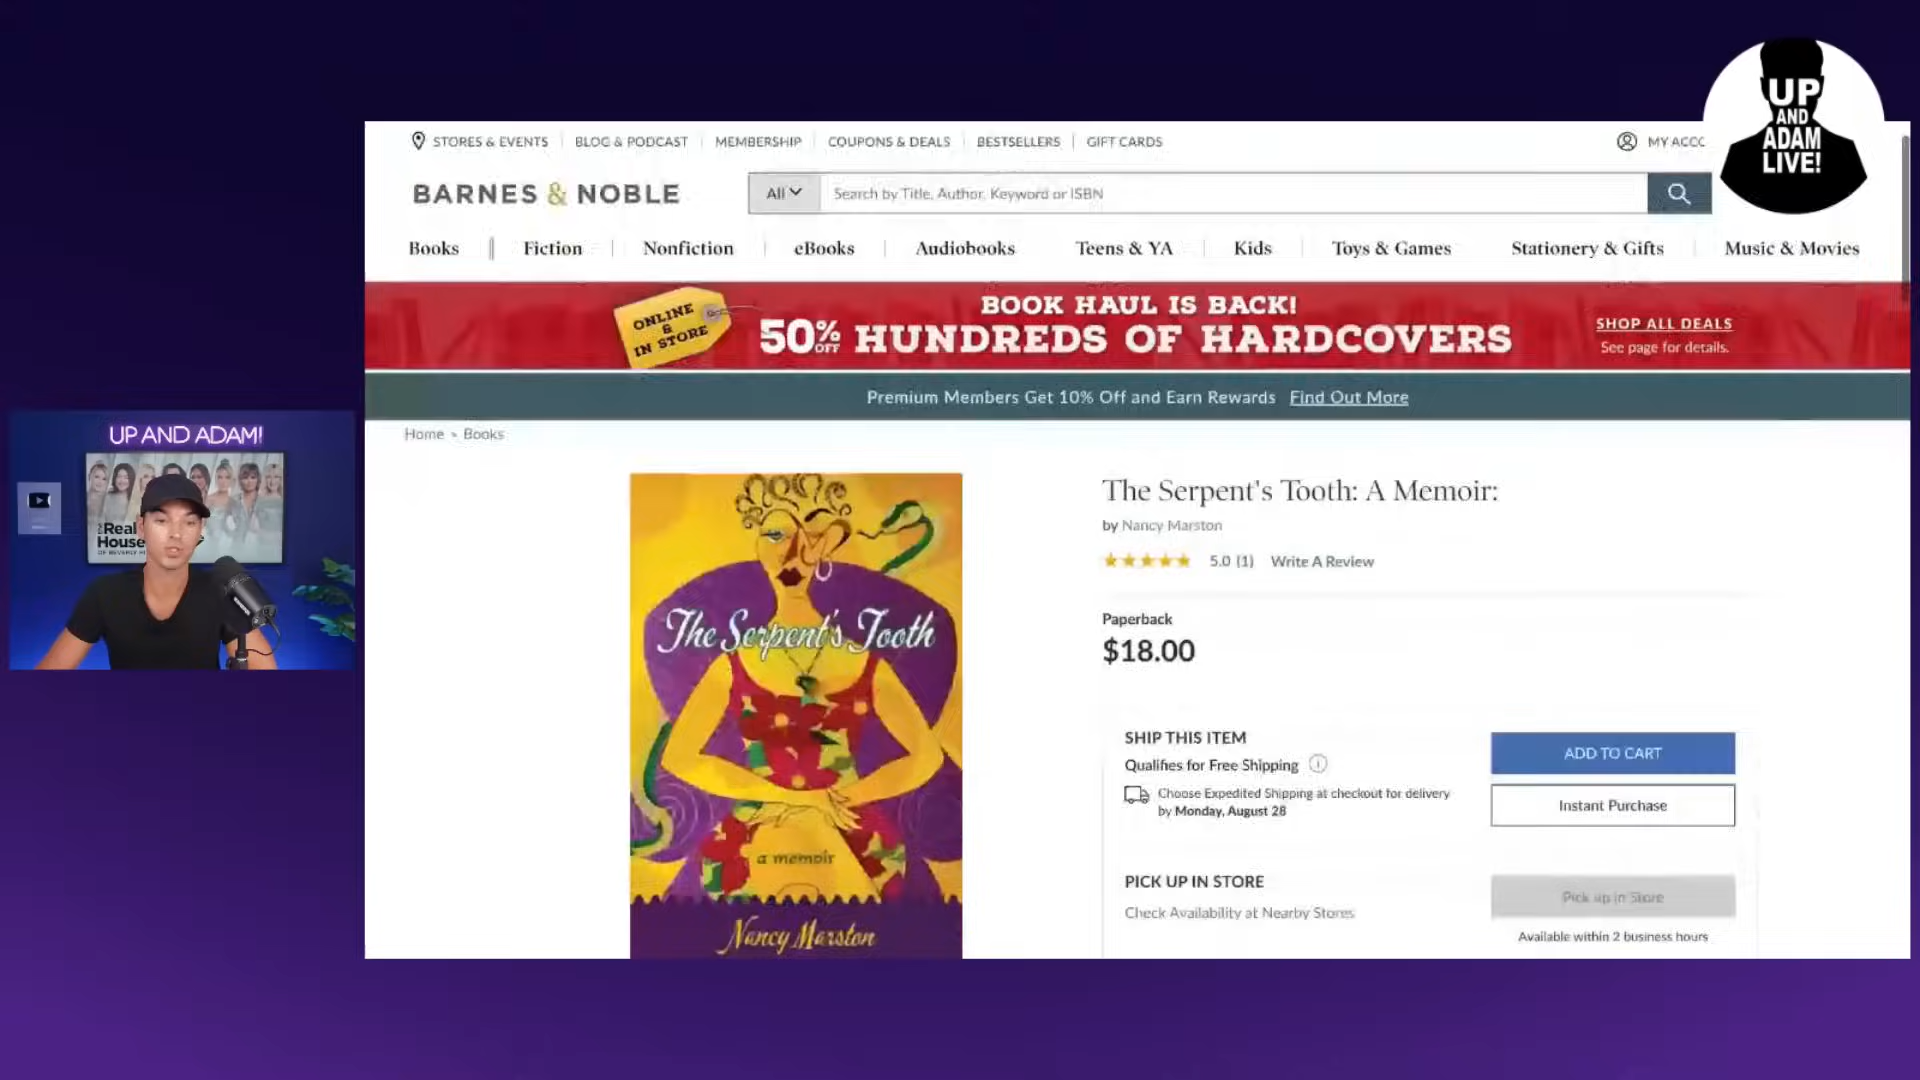 UP
AND
ADAM
LIVE!
STORES & EVENTS
BLOG & PODCAST
MEMBERSHIP
COUPONS & DEALS
BESTSELLERS
GIFT CARDS
MY ACCC
BARNES & NOBLE
All
Search by Title, Author, Keyword or ISBN
Books
Fiction
Nonfiction
eBooks
Audiobooks
Teens & YA
Kids
Toys & Games
Stationery & Gifts
Music & Movies
ONLINE
&
IN STORE
BOOK HAUL IS BACK!
50% OFF HUNDREDS OF HARDCOVERS
SHOP ALL DEALS
See page for details.
Premium Members Get 10% Off and Earn Rewards Find Out More
Home
Books
UP AND ADAM!
Real
House
The Serpent's Tooth
a memoir
Nancy Marston
The Serpent's Tooth: A Memoir:
by Nancy Marston
5.0 (1) Write A Review
Paperback
$18.00
SHIP THIS ITEM
Qualifies for Free Shipping
Choose Expedited Shipping at checkout for delivery
by Monday, August 28
ADD TO CART
Instant Purchase
PICK UP IN STORE
Check Availability at Nearby Stores
Pick up in Store
Available within 2 business hours